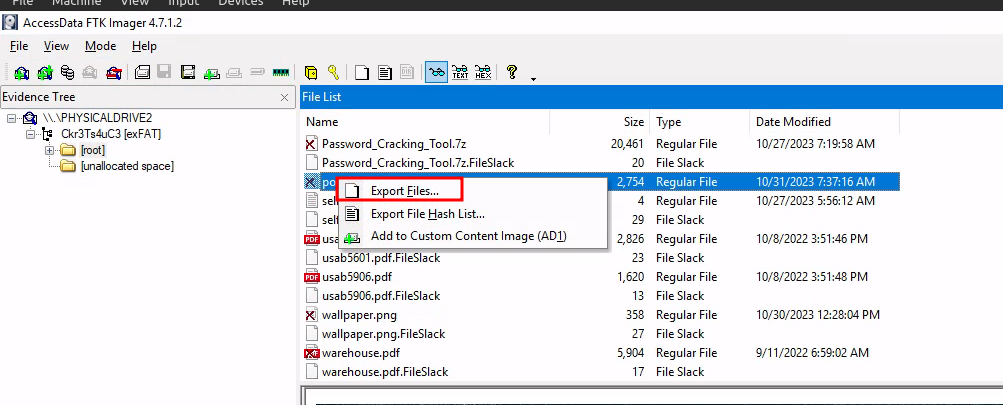 File Machine View Input Devices Help
AccessData FTK Imager 4.7.1.2
File View Mode Help
TEXT HEX ?
Evidence Tree × File List
\\.\PHYSICALDRIVE2
Ckr3Ts4uC3 [exFAT]
[root]
[unallocated space]
Name Size Type Date Modified
Password_Cracking_Tool.7z 20,461 Regular File 10/27/2023 7:19:58 AM
Password_Cracking_Tool.7z.FileSlack 20 File Slack
2,754 Regular File 10/31/2023 7:37:16 AM
4 Regular File 10/27/2023 5:56:12 AM
29 File Slack
2,826 Regular File 10/8/2022 3:51:46 PM
usab5601.pdf.FileSlack 23 File Slack
usab5906.pdf 1,620 Regular File 10/8/2022 3:51:48 PM
usab5906.pdf.FileSlack 13 File Slack
wallpaper.png 358 Regular File 10/30/2023 12:28:04 PM
wallpaper.png.FileSlack 27 File Slack
warehouse.pdf 5,904 Regular File 9/11/2022 6:59:02 AM
warehouse.pdf.FileSlack 17 File Slack
Export Files...
Export File Hash List...
Add to Custom Content Image (AD1)